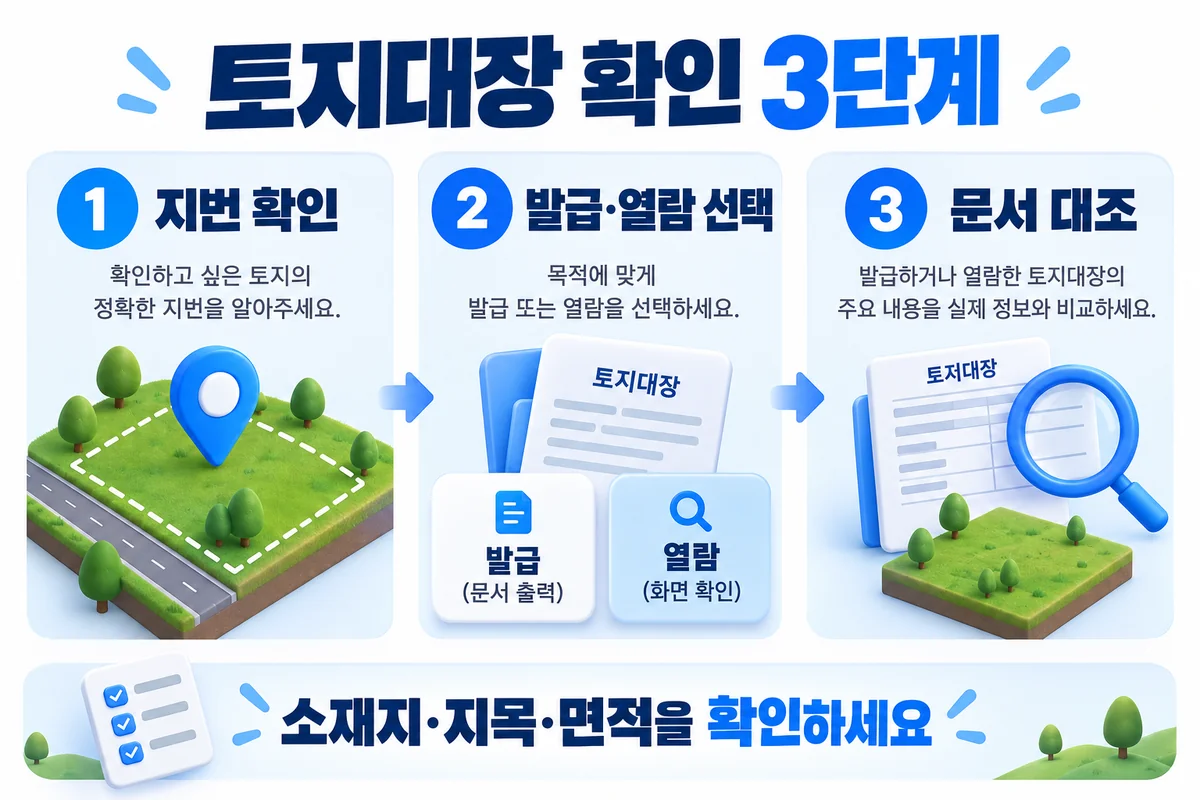 토지대장 확인 3단계
1 지번 확인
확인하고 싶은 토지의
정확한 지번을 알아주세요.
2 발급·열람 선택
목적에 맞게
발급 또는 열람을 선택하세요.
토지대장
발급
(문서 출력)
열람
(화면 확인)
3 문서 대조
발급하거나 열람한 토지대장의
주요 내용을 실제 정보와 비교하세요.
토저대장
소재지·지목·면적을 확인하세요